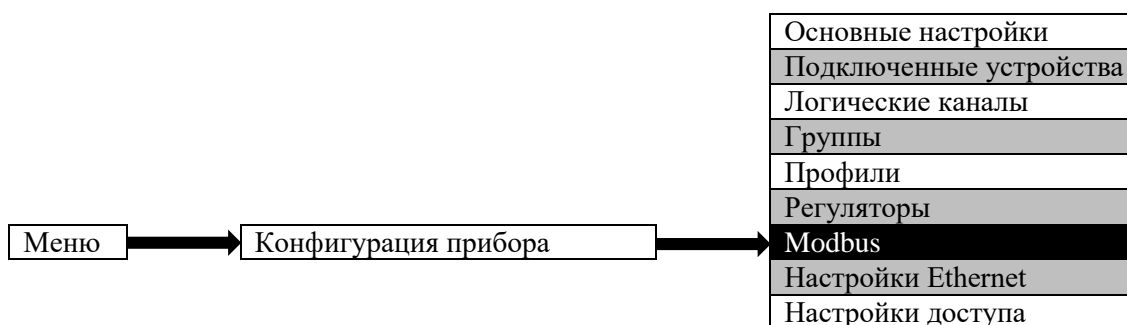 Основные настройки
Подключенные устройства
Логические каналы
Группы
Профили
Регуляторы
Меню
Конфигурация прибора
Modbus
Настройки Ethernet
Настройки доступа